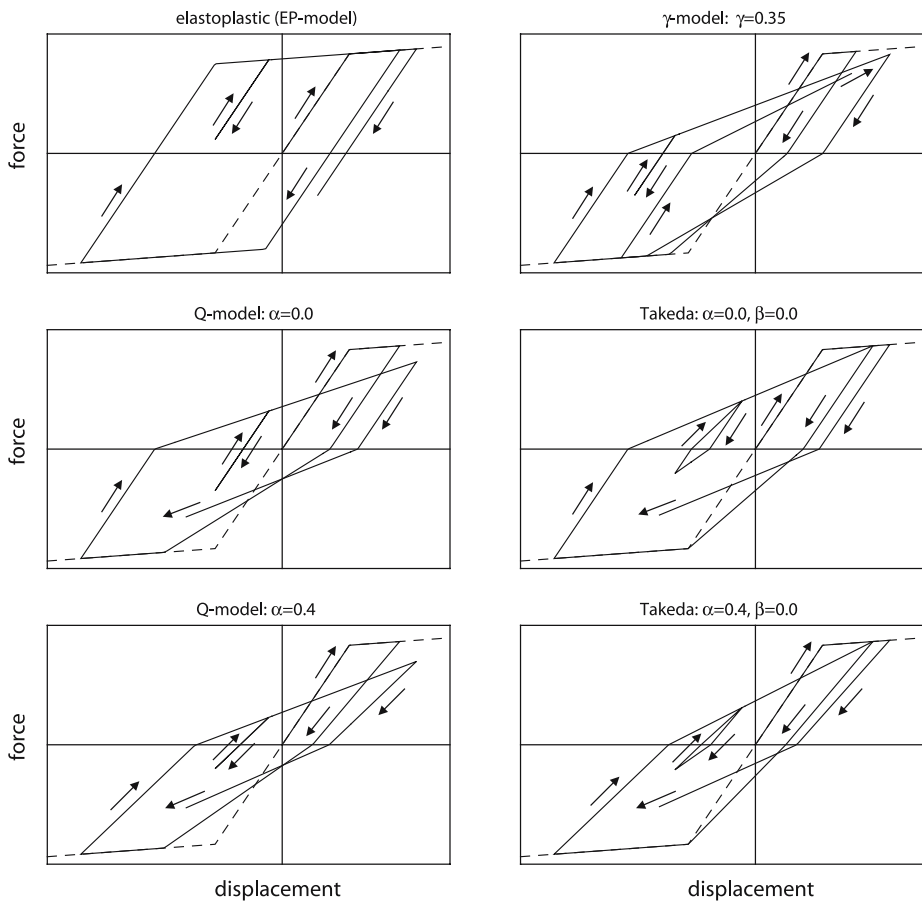 elastoplastic (EP-model)
γ-model: γ=0.35
force
Q-model: α=0.0
Takeda: α=0.0, β=0.0
force
Q-model: α=0.4
Takeda: α=0.4, β=0.0
force
displacement
displacement